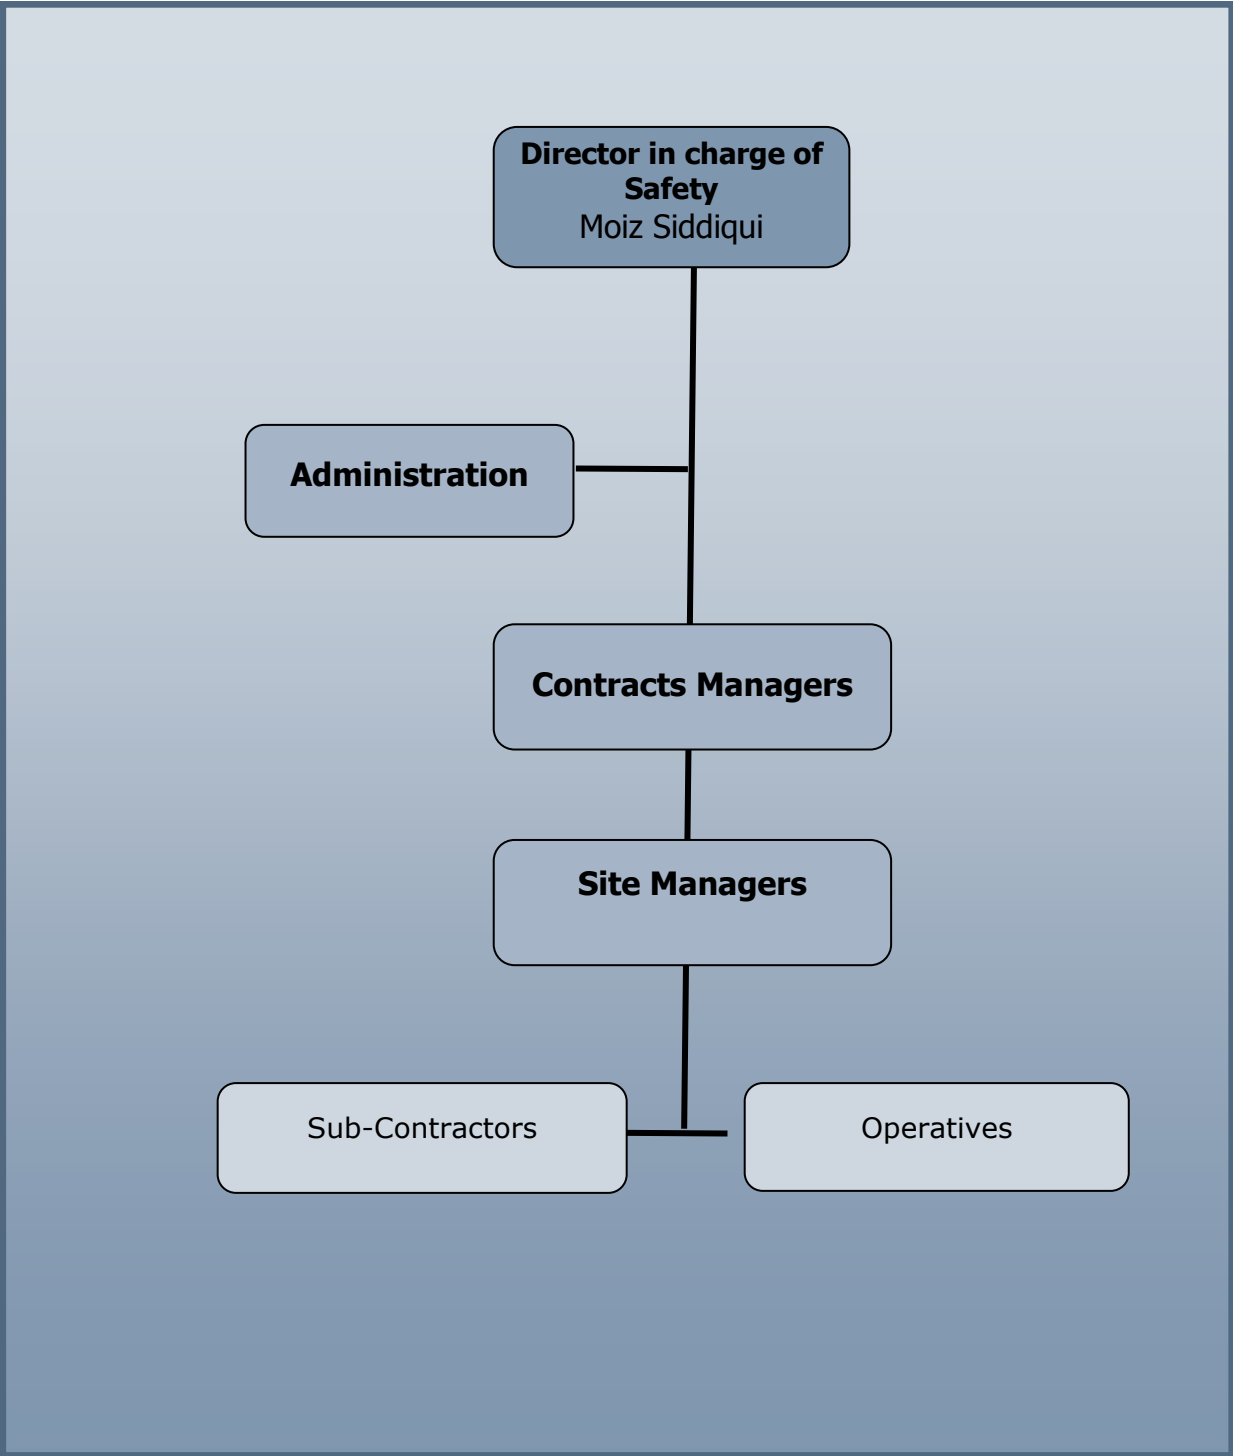 Director in charge of
Safety
Moiz Siddiqui
Administration
Contracts Managers
Site Managers
Sub-Contractors
Operatives